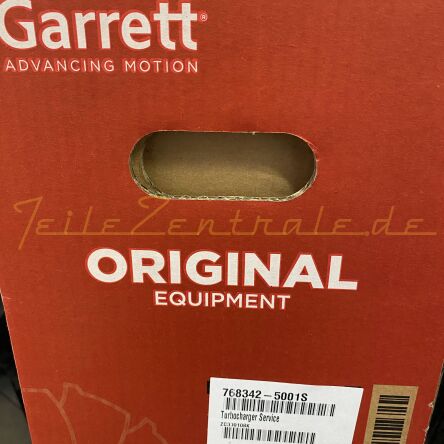 Garrett®
ADVANCING MOTION
TeileZentrale.de
ORIGINAL
EQUIPMENT
768342-5001S
Turbocharger Service